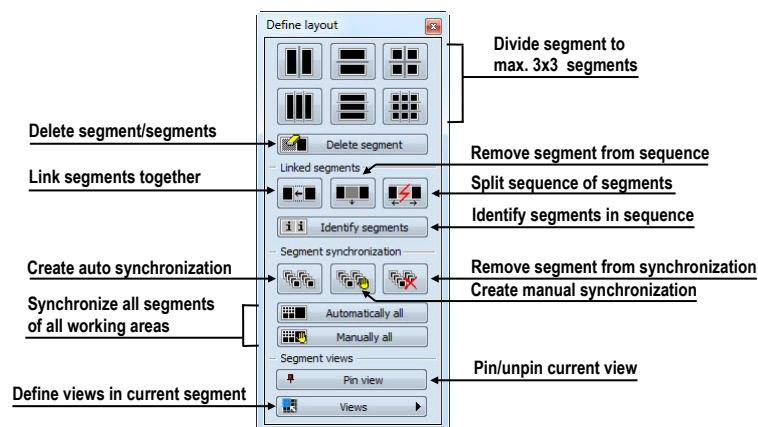 Define layout
Divide segment to
max. 3x3 segments
Delete segment/segments
Delete segment
Linked segments
Remove segment from sequence
Link segments together
Split sequence of segments
Identify segments in sequence
i i Identify segments
Segment synchronization
Create auto synchronization
Remove segment from synchronization
Create manual synchronization
Synchronize all segments
of all working areas
Automatically all
Manually all
Segment views
Pin view
Pin/unpin current view
Define views in current segment
Views